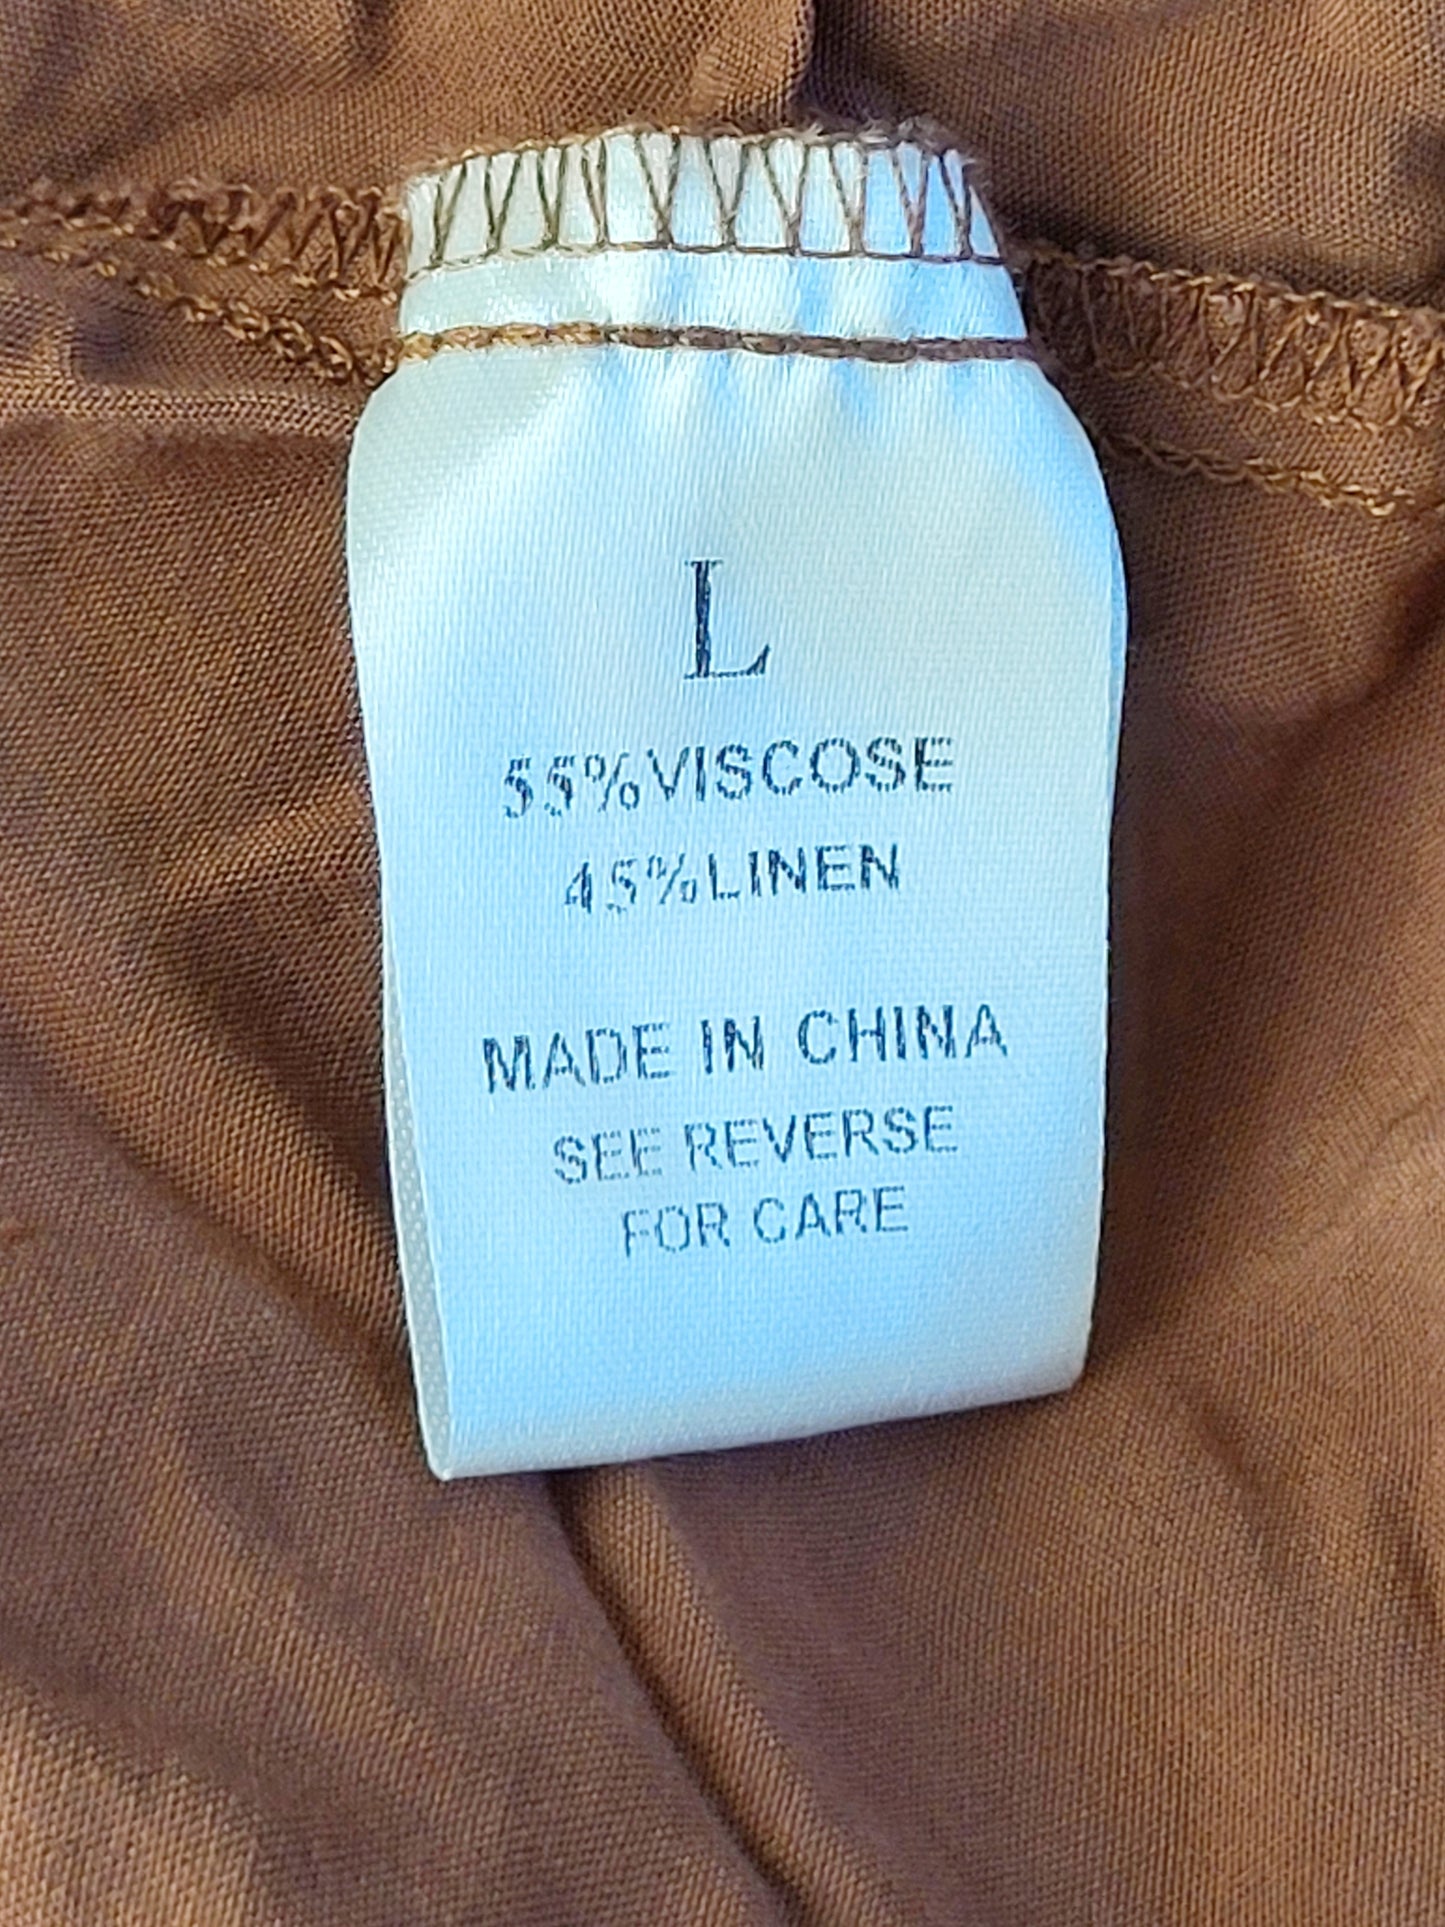 L
55%VISCOSE
45%LINEN
MADE IN CHINA
SEE REVERSE
FOR CARE